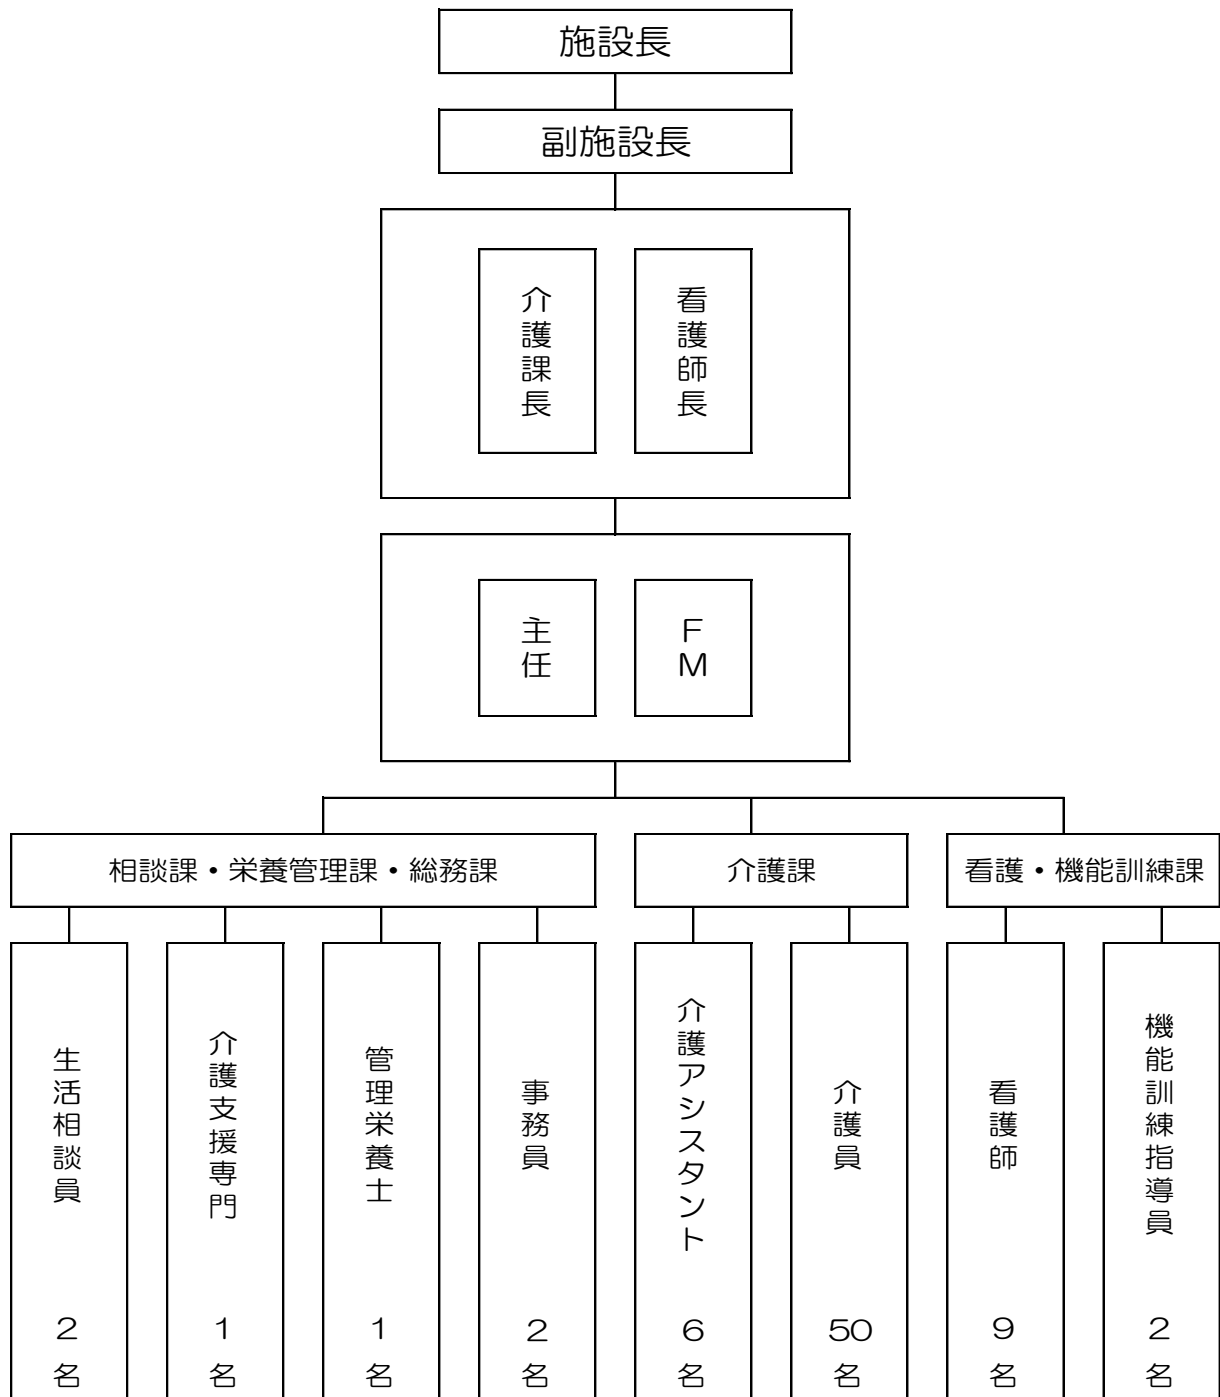 施設長
副施設長
介護課長
看護師長
主任
FM
相談課・栄養管理課・総務課
介護課
看護・機能訓練課
生活相談員
2名
介護支援専門
1名
管理栄養士
1名
事務員
2名
介護アシスタント
6名
介護員
50名
看護師
9名
機能訓練指導員
2名